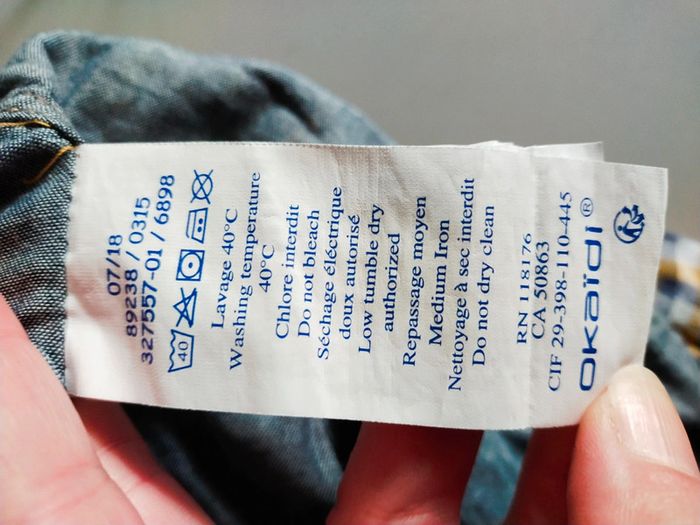 07/18
89238 / 0315
327557-01 / 6898
40
Lavage 40°C
Washing temperature
40°C
Chlore interdit
Do not bleach
Séchage éléctrique
doux autorisé
Low tumble dry
authorized
Repassage moyen
Medium Iron
Nettoyage à sec interdit
Do not dry clean
RN 118176
CA 50863
CIF 29-398-110-445
okaïdi®